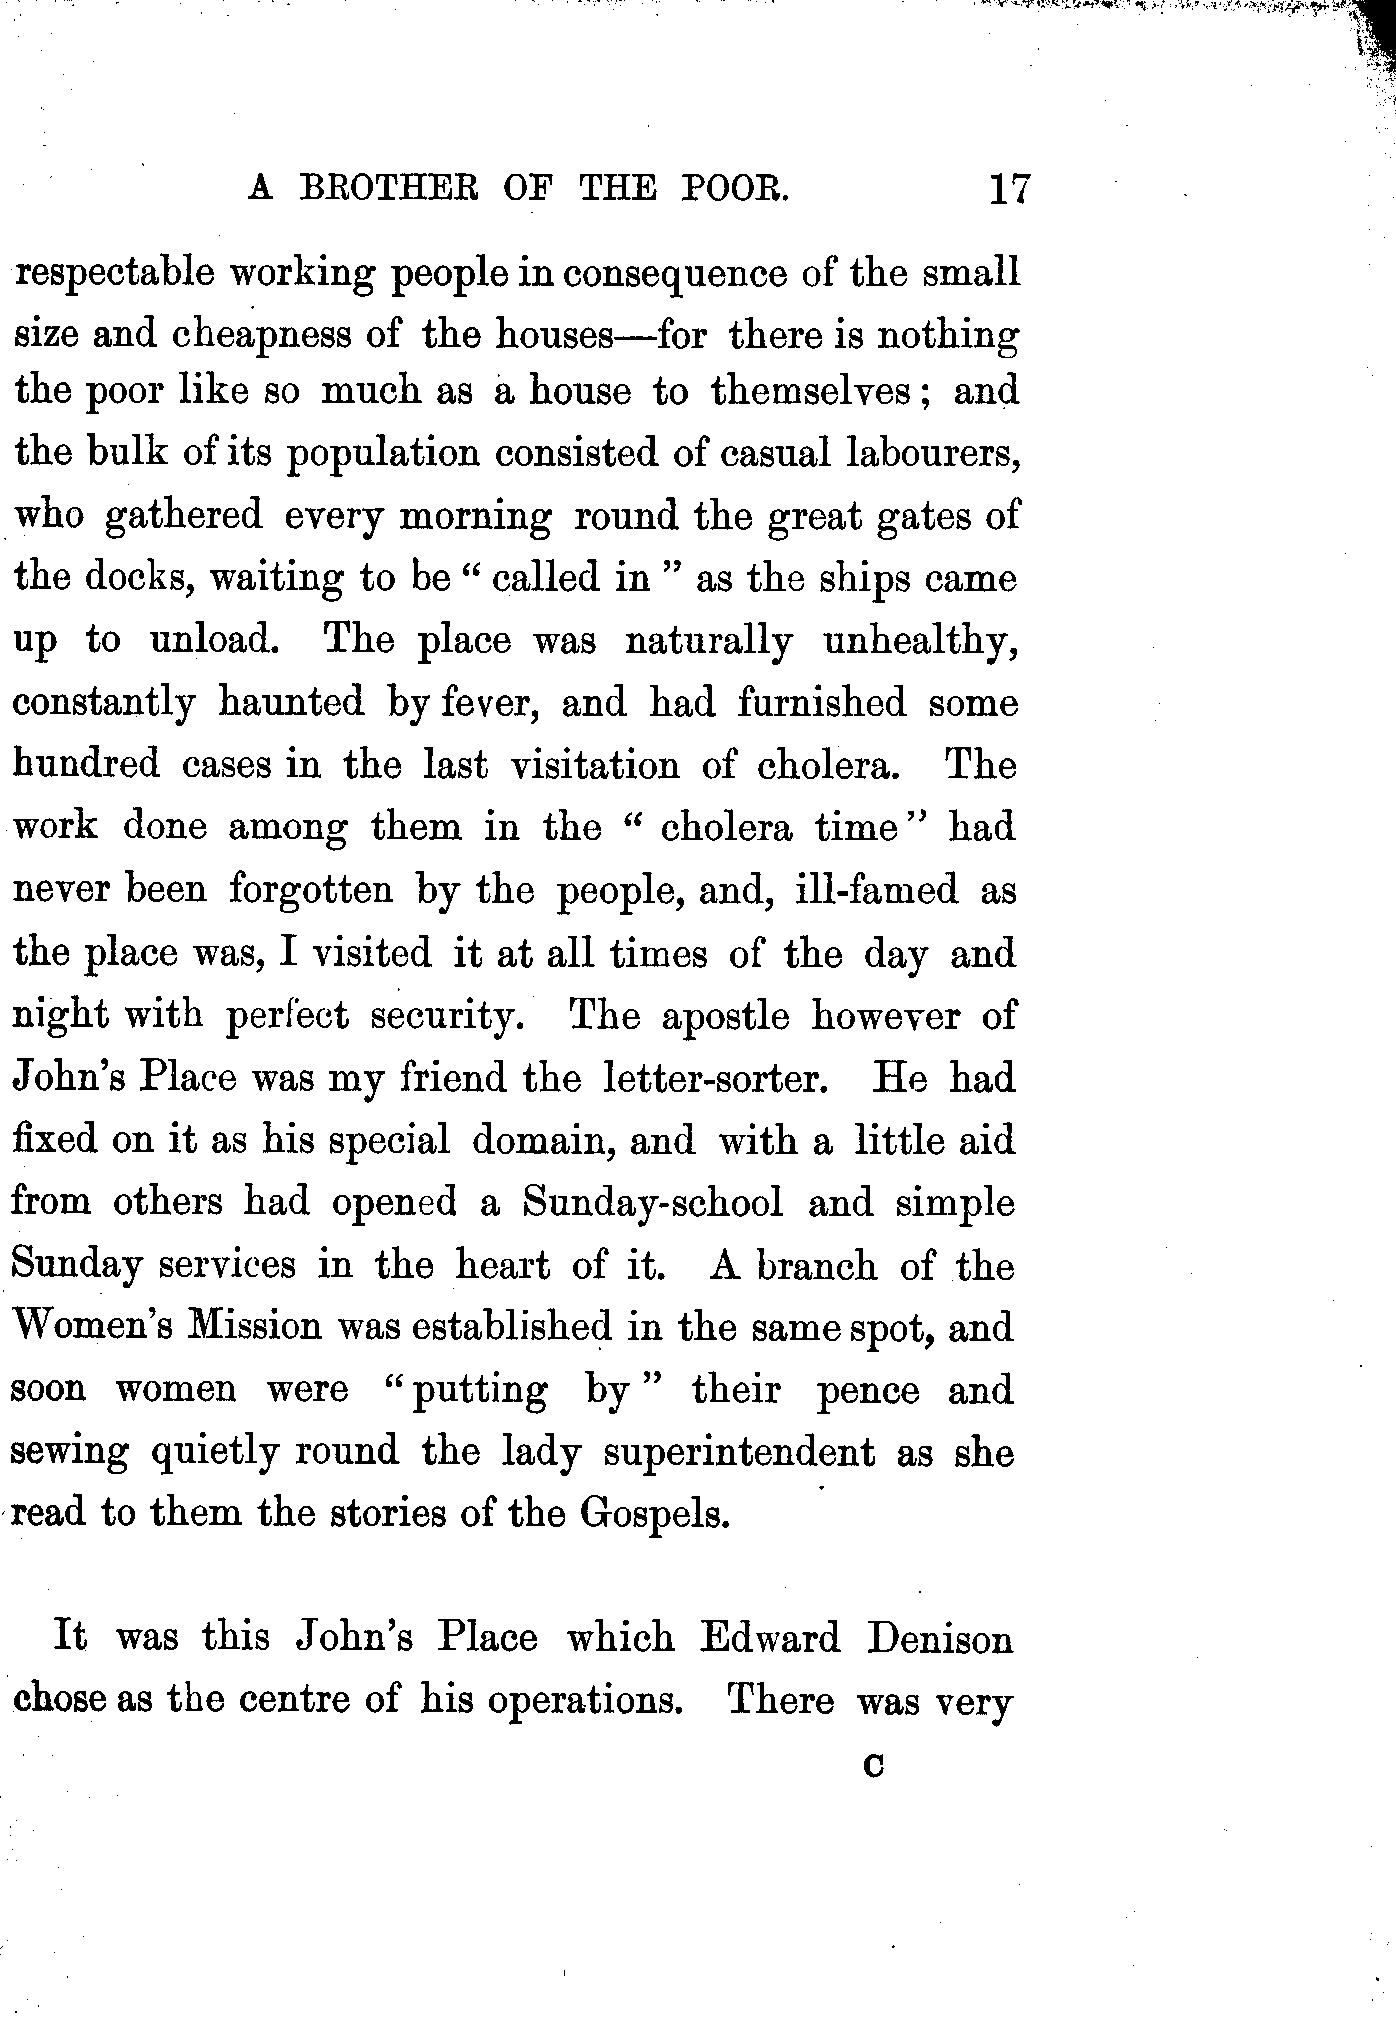 A BROTHER OF THE POOR. 17
respectable working people in consequence of the small
size and cheapness of the houses—for there is nothing
the poor like so much as a house to themselves; and
the bulk of its population consisted of casual labourers,
who gathered every morning round the great gates of
the docks, waiting to be “ called in ” as the ships came
up to unload. The place was naturally unhealthy,
constantly haunted by fever, and had furnished some
hundred cases in the last visitation of cholera. The
work done among them in the “ cholera time” had
never been forgotten by the people, and, ill-famed as
the place was, I visited it at all times of the day and
night with perfect security. The apostle however of
John’s Place was my friend the letter-sorter. He had
fixed on it as his special domain, and with a little aid
from others had opened a Sunday-school and simple
Sunday services in the heart of it. A branch of the
Women’s Mission was established in the same spot, and
soon women were “putting by” their pence and
sewing quietly round the lady superintendent as she
read to them the stories of the Gospels.
It was this John’s Place which Edward Denison
chose as the centre of his operations. There was very
C